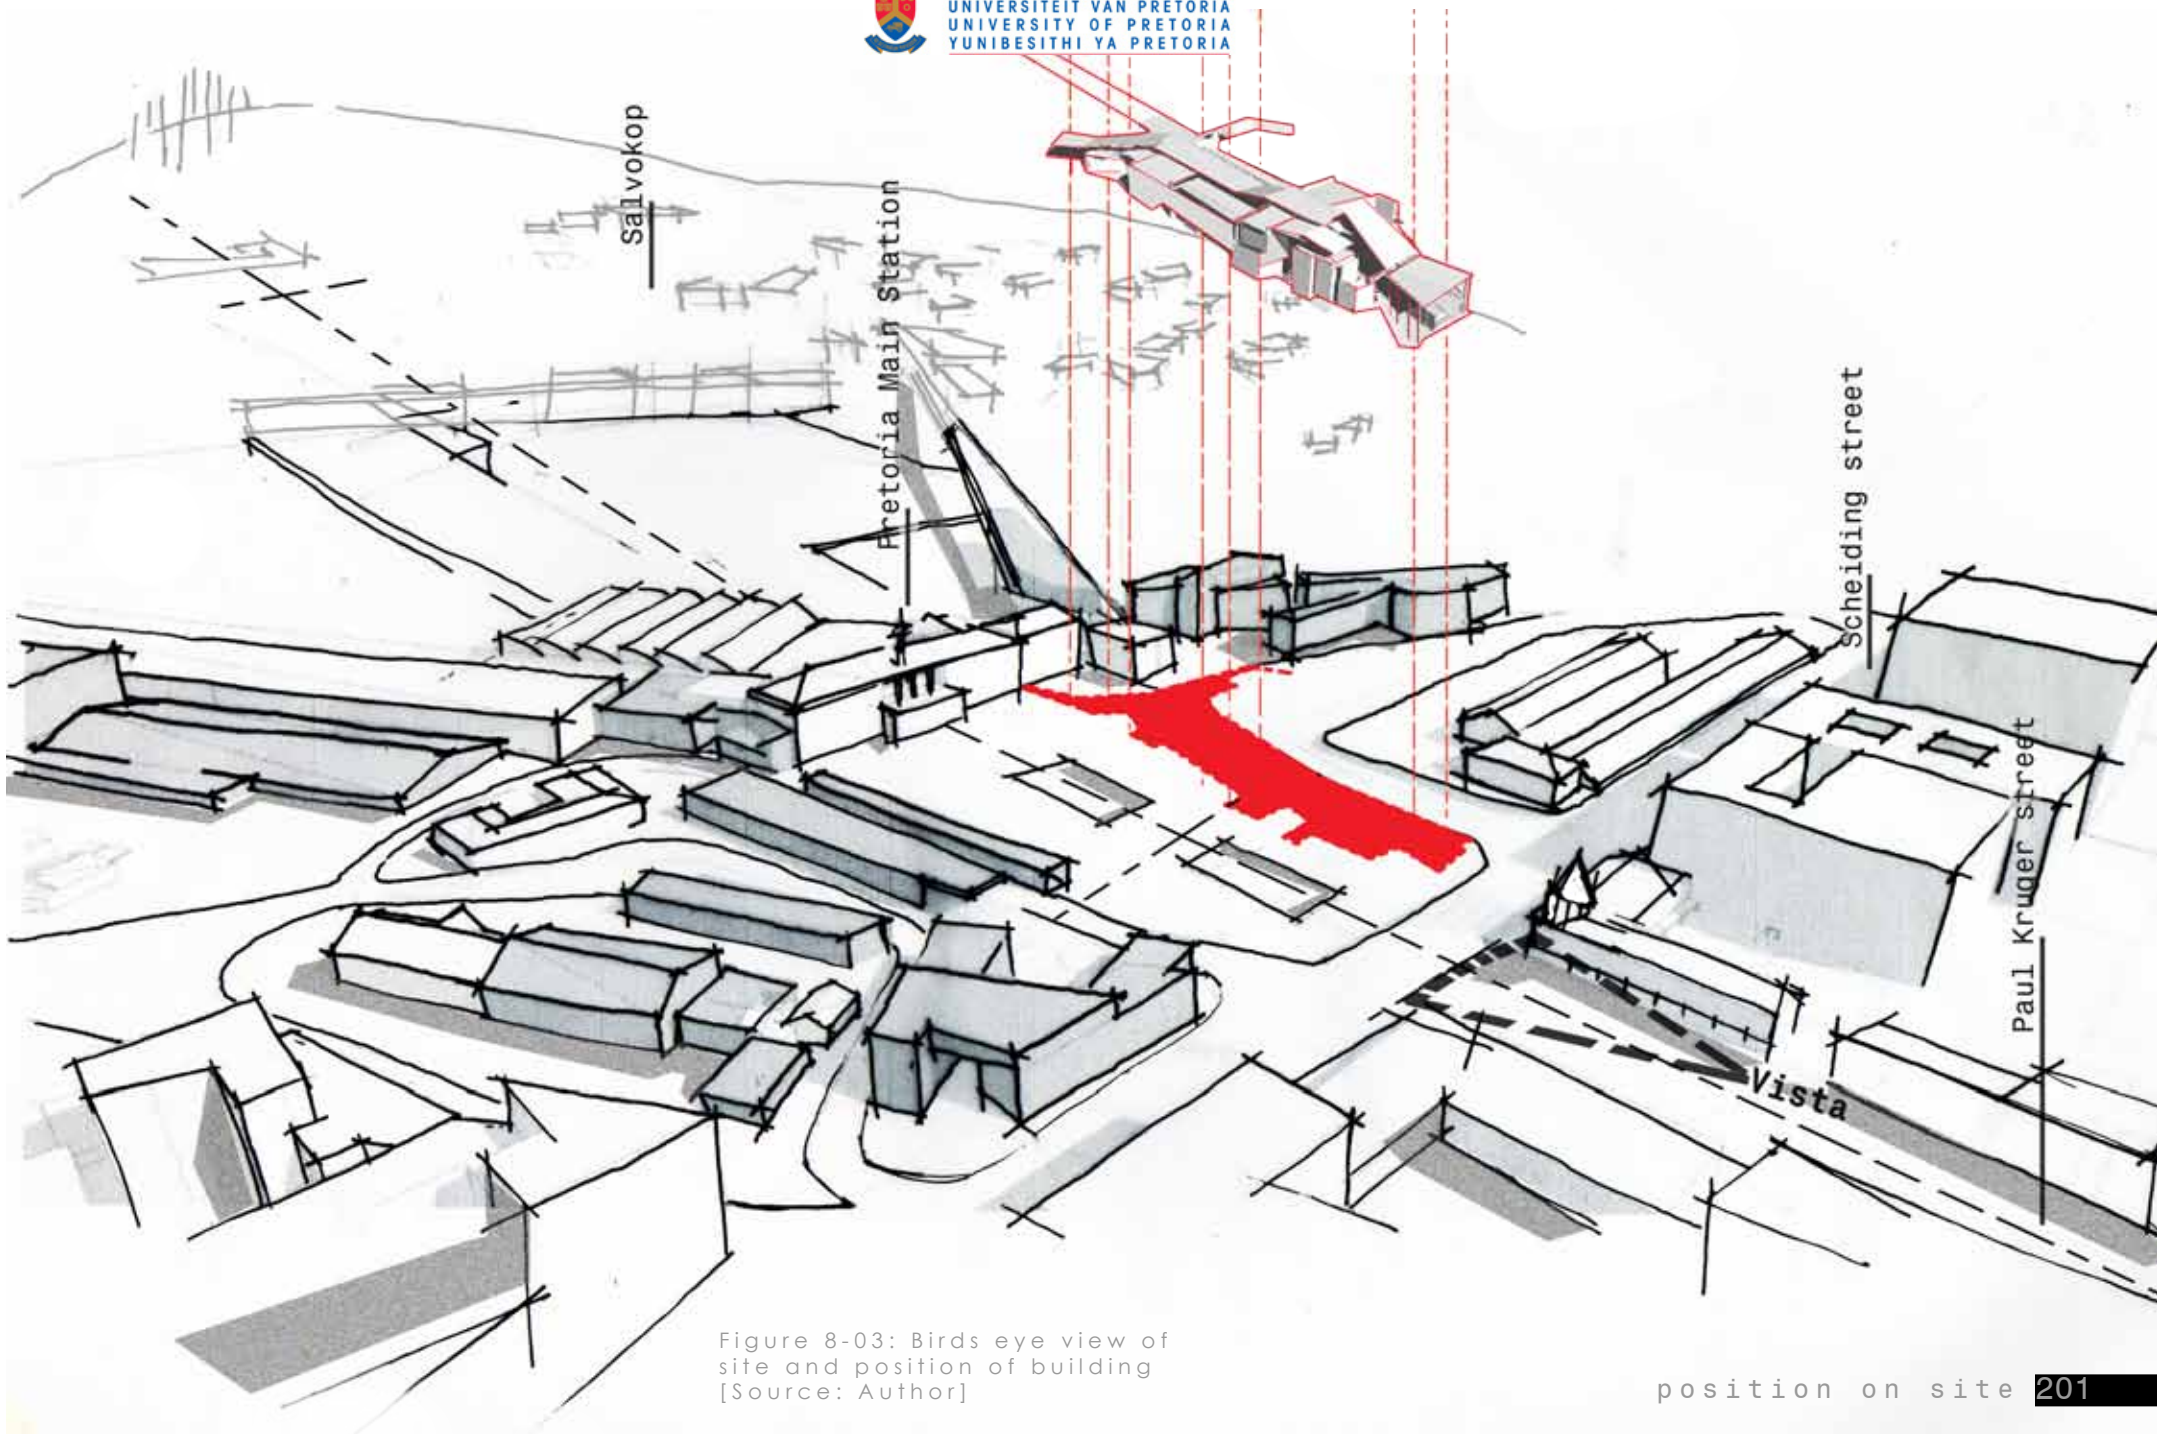 UNIVERSITEIT VAN PRETORIA
UNIVERSITY OF PRETORIA
YUNIBESITHI YA PRETORIA
Salvokop
Pretoria Main Station
Scheiding street
Paul Kruger street
Vista
Figure 8-03: Birds eye view of
site and position of building
[Source: Author]
position on site 201